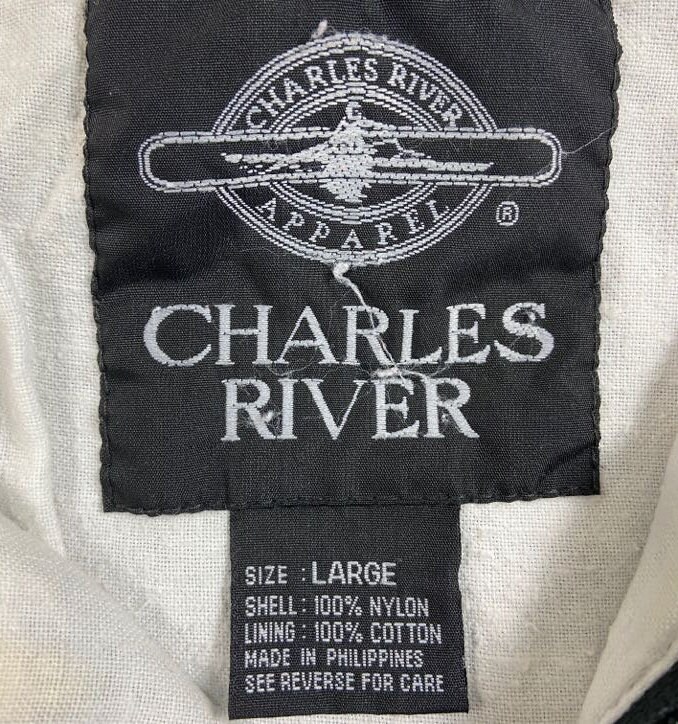 CHARLES RIVER
APPAREL
®
CHARLES
RIVER
SIZE : LARGE
SHELL : 100% NYLON
LINING : 100% COTTON
MADE IN PHILIPPINES
SEE REVERSE FOR CARE